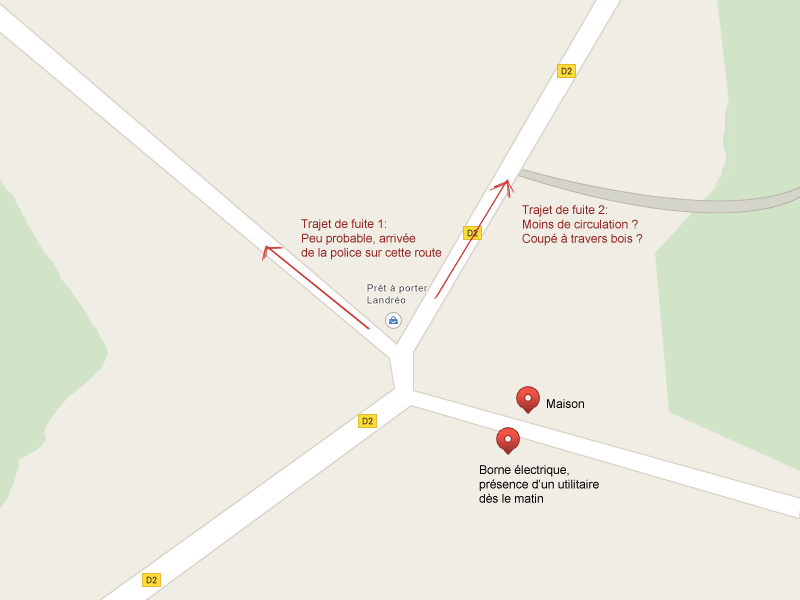 D2
Trajet de fuite 1:
Peu probable, arrivée
de la police sur cette route
Trajet de fuite 2:
Moins de circulation ?
Coupé à travers bois ?
D2
Prêt à porter
Landréo
Maison
D2
Borne électrique,
présence d'un utilitaire
dès le matin
D2